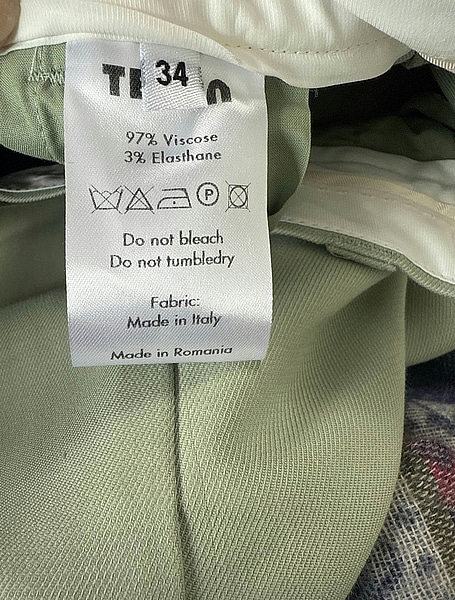 34
97% Viscose
3% Elasthane
P
Do not bleach
Do not tumbledry
Fabric:
Made in Italy
Made in Romania